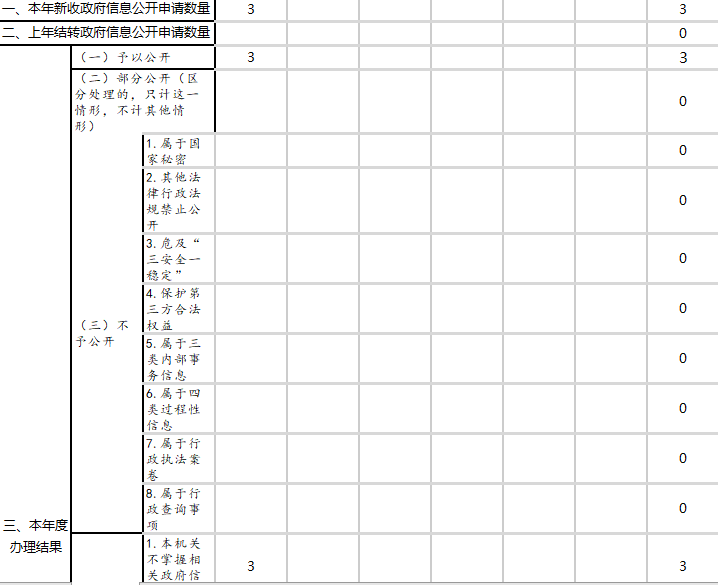 一、本年新收政府信息公开申请数量 3 3
二、上年结转政府信息公开申请数量 0
（一）予以公开 3 3
（二）部分公开（区
分处理的，只计这一
情形，不计其他情
形） 0
1.属于国
家秘密 0
2.其他法
律行政法
规禁止公
开 0
3.危及“
三安全一
稳定” 0
4.保护第
三方合法
权益 0
（三）不
予公开
5.属于三
类内部事
务信息 0
6.属于四
类过程性
信息 0
7.属于行
政执法案
卷 0
8.属于行
政查询事
项 0
三、本年度
办理结果
1.本机关
不掌握相
关政府信 3 3